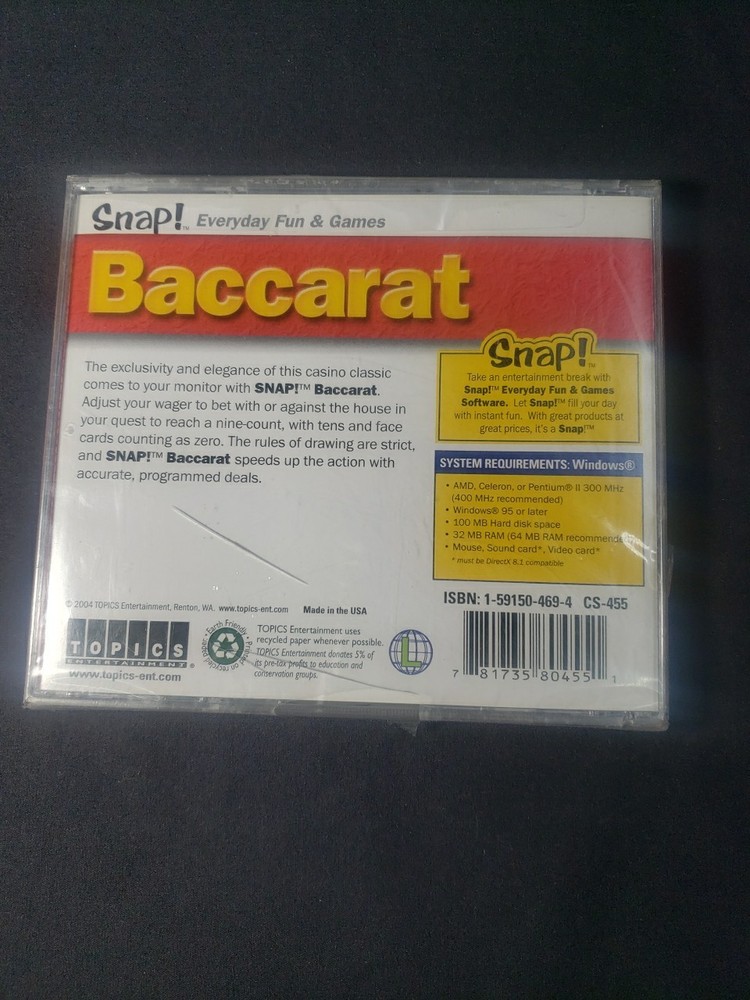 Snap!™ Everyday Fun & Games
Baccarat
The exclusivity and elegance of this casino classic
comes to your monitor with SNAP!™ Baccarat.
Adjust your wager to bet with or against the house in
your quest to reach a nine-count, with tens and face
cards counting as zero. The rules of drawing are strict,
and SNAP!™ Baccarat speeds up the action with
accurate, programmed deals.
Snap!™
Take an entertainment break with
Snap!™ Everyday Fun & Games
Software. Let Snap!™ fill your day
with instant fun. With great products at
great prices, it's a Snap!™
SYSTEM REQUIREMENTS: Windows®
• AMD, Celeron, or Pentium® II 300 MHz
(400 MHz recommended)
• Windows® 95 or later
• 100 MB Hard disk space
• 32 MB RAM (64 MB RAM recommended)
• Mouse, Sound card*, Video card*
* must be DirectX 8.1 compatible
© 2004 TOPICS Entertainment, Renton, WA. www.topics-ent.com Made in the USA
TOPICS
ENTERTAINMENT®
www.topics-ent.com
Earth Friendly • Printed on recycled paper •
TOPICS Entertainment uses
recycled paper whenever possible.
TOPICS Entertainment donates 5% of
its pre-tax profits to education and
conservation groups.
L
ISBN: 1-59150-469-4 CS-455
7 81735 80455 1